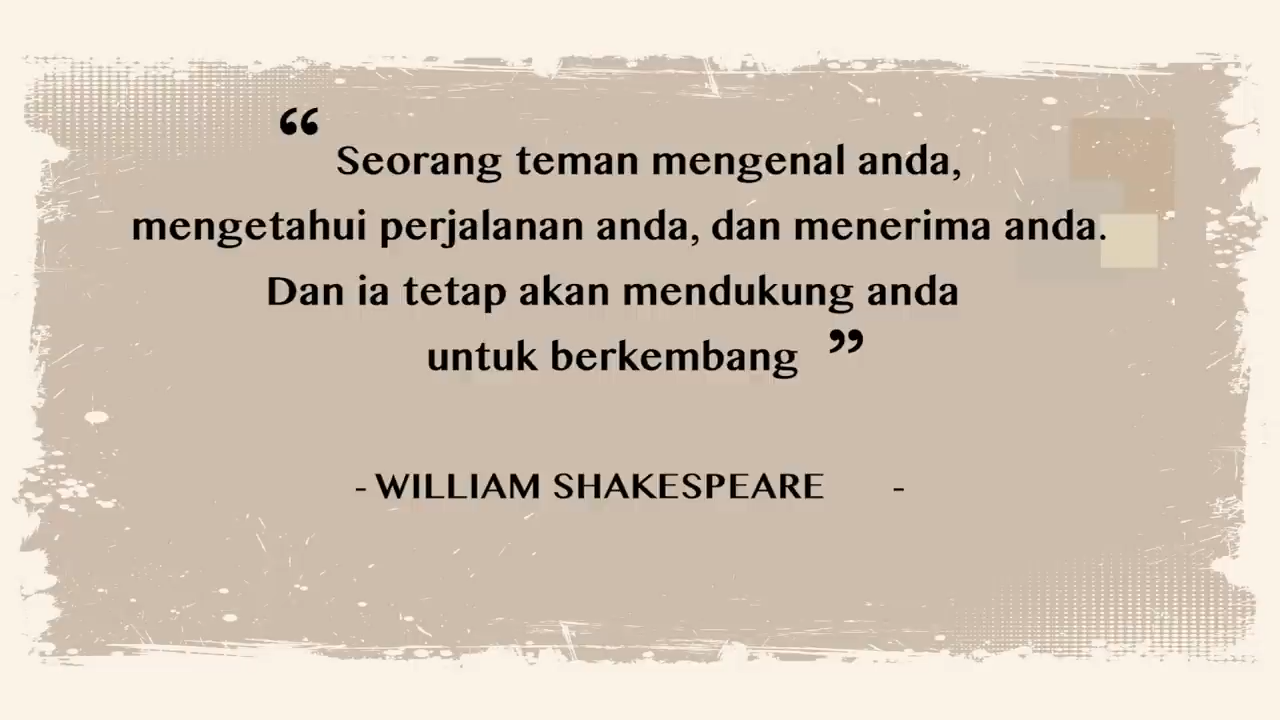 “ Seorang teman mengenal anda,
mengetahui perjalanan anda, dan menerima anda.
Dan ia tetap akan mendukung anda
untuk berkembang ”
- WILLIAM SHAKESPEARE -